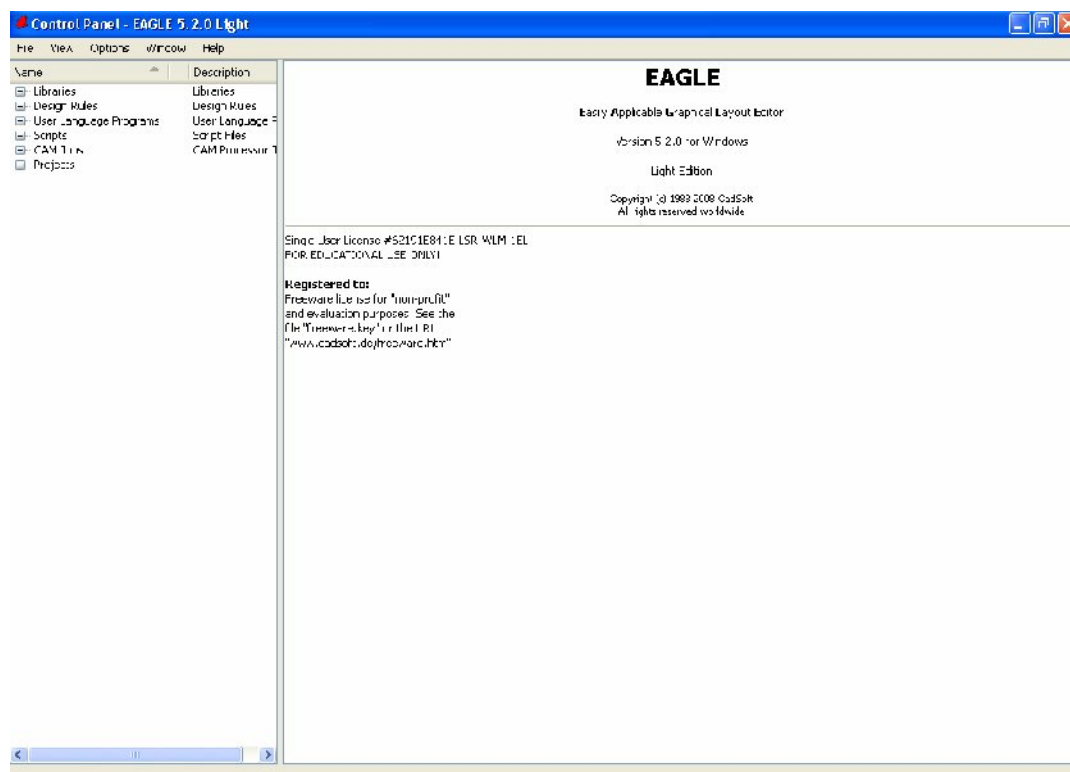 Control Panel - EAGLE 5.2.0 Light
File View Options Window Help
Name Description
Libraries Libraries
Design Rules Design Rules
User Language Programs User Language
Scripts Script Files
CAM Jobs CAM Processor
Projects
EAGLE
Easily Applicable Graphical Layout Editor
Version 5.2.0 for Windows
Light Edition
Copyright (c) 1988-2008 CadSoft
All rights reserved worldwide
Single User License
FOR EDUCATIONAL USE ONLY!
Registered to:
Freeware license for "non-profit"
and evaluation purposes. See the
file "freeware.key" or the URL
"www.cadsoft.de/freeware.htm"